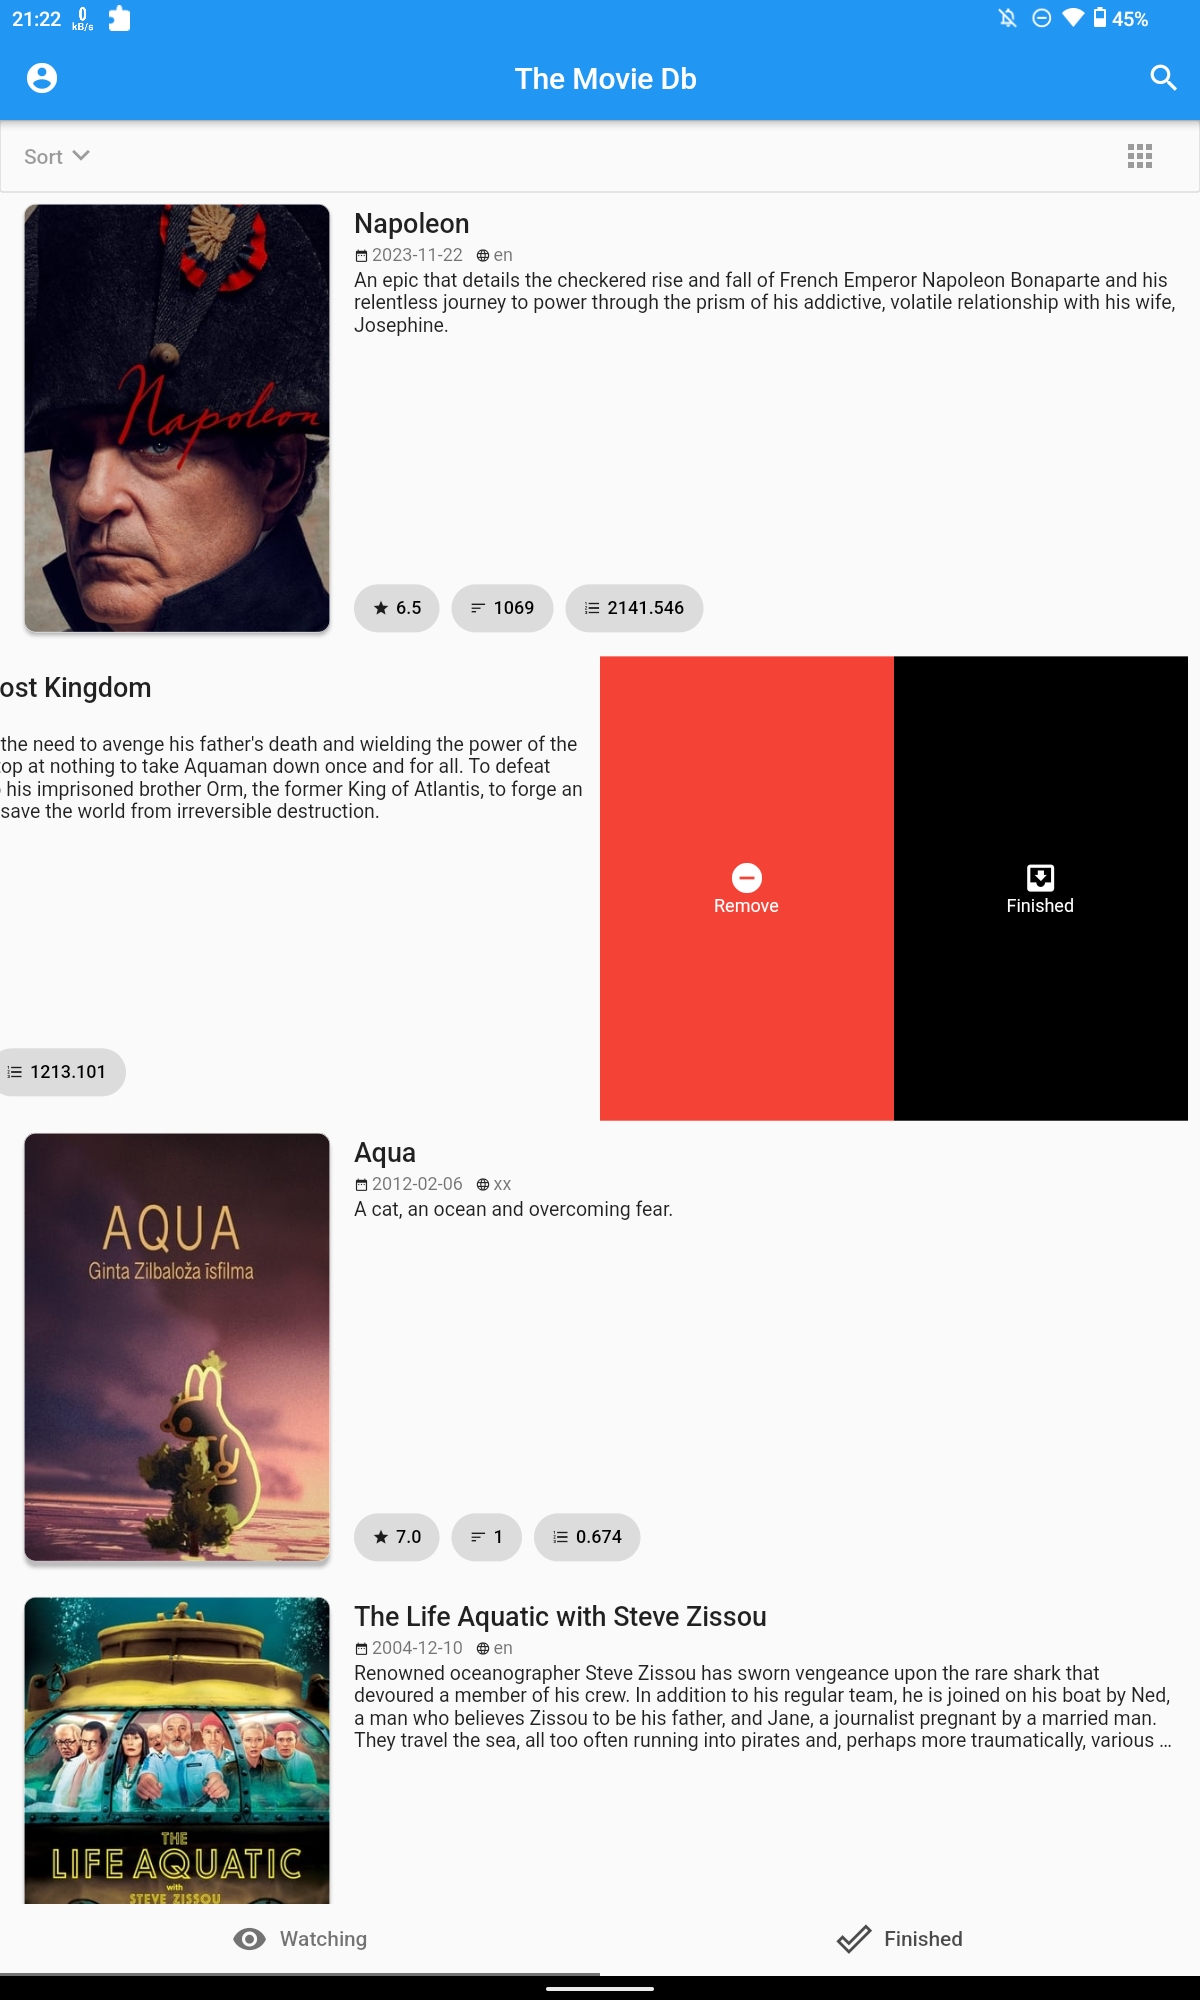 21:22
0
kB/s
45%
The Movie Db
Sort
Napoleon
Napoleon
2023-11-22 en
An epic that details the checkered rise and fall of French Emperor Napoleon Bonaparte and his
relentless journey to power through the prism of his addictive, volatile relationship with his wife,
Josephine.
6.5 1069 2141.546
ost Kingdom
the need to avenge his father's death and wielding the power of the
top at nothing to take Aquaman down once and for all. To defeat
his imprisoned brother Orm, the former King of Atlantis, to forge an
save the world from irreversible destruction.
1213.101
Remove
Finished
AQUA
Ginta Zilbaloža īsfilma
Aqua
2012-02-06 xx
A cat, an ocean and overcoming fear.
7.0 1 0.674
THE
LIFE AQUATIC
with
STEVE ZISSOU
The Life Aquatic with Steve Zissou
2004-12-10 en
Renowned oceanographer Steve Zissou has sworn vengeance upon the rare shark that
devoured a member of his crew. In addition to his regular team, he is joined on his boat by Ned,
a man who believes Zissou to be his father, and Jane, a journalist pregnant by a married man.
They travel the sea, all too often running into pirates and, perhaps more traumatically, various ...
Watching
Finished